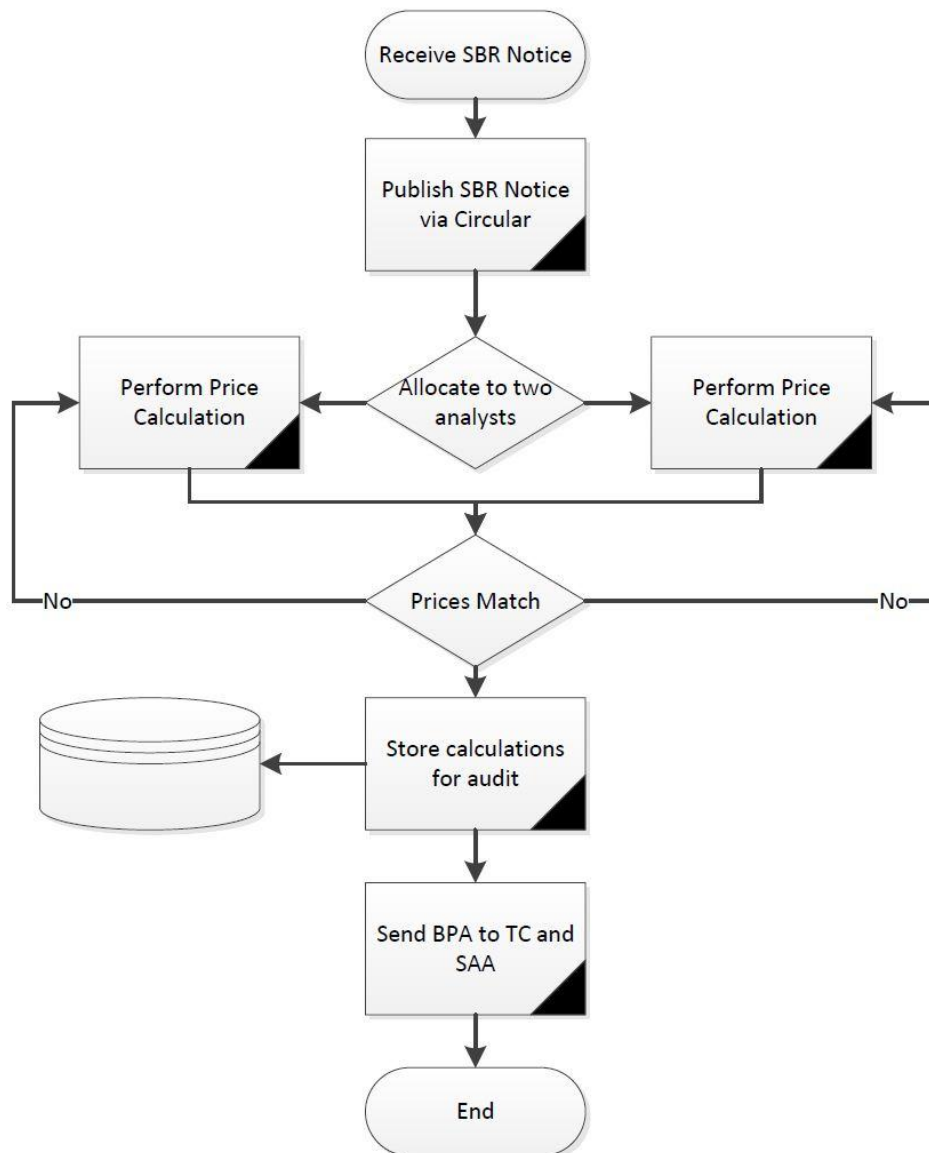 Receive SBR Notice
Publish SBR Notice
via Circular
Perform Price
Calculation
Allocate to two
analysts
Perform Price
Calculation
No
Prices Match
No
Store calculations
for audit
Send BPA to TC and
SAA
End